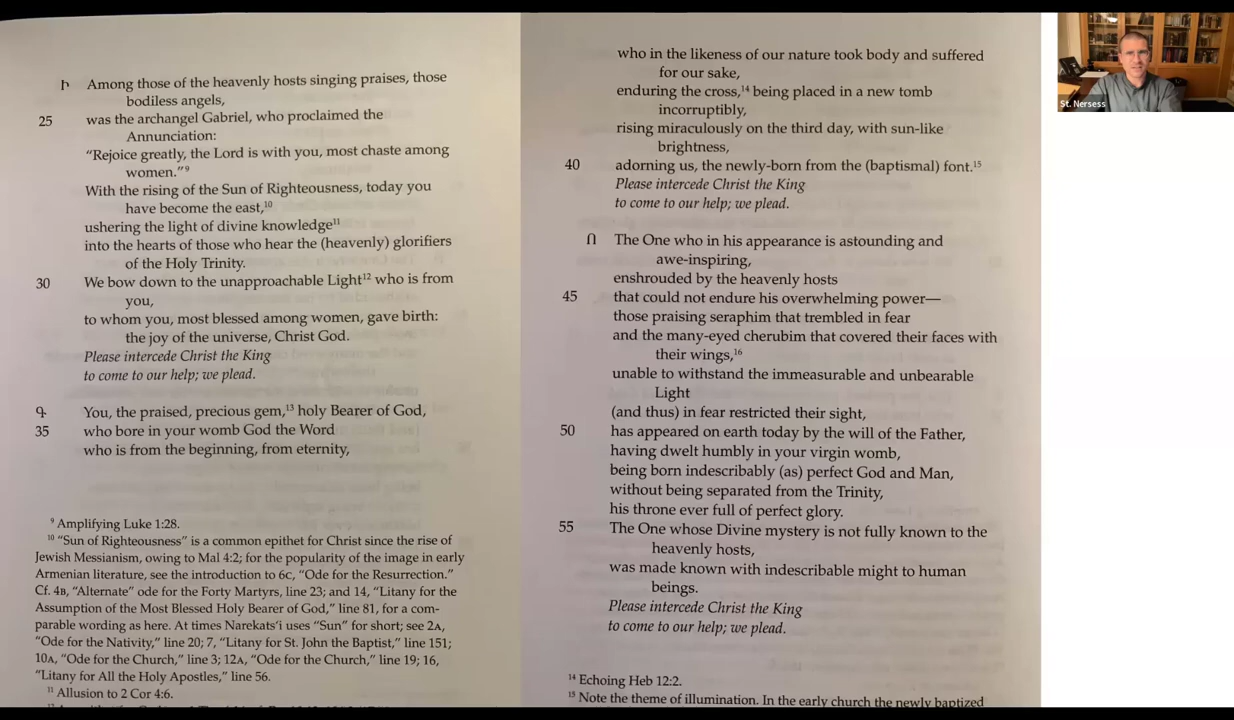 Ի Among those of the heavenly hosts singing praises, those
bodiless angels,
25 was the archangel Gabriel, who proclaimed the
Annunciation:
“Rejoice greatly, the Lord is with you, most chaste among
women.”⁹
With the rising of the Sun of Righteousness, today you
have become the east,¹⁰
ushering the light of divine knowledge¹¹
into the hearts of those who hear the (heavenly) glorifiers
of the Holy Trinity.
30 We bow down to the unapproachable Light¹² who is from
you,
to whom you, most blessed among women, gave birth:
the joy of the universe, Christ God.
Please intercede Christ the King
to come to our help; we plead.
Գ You, the praised, precious gem,¹³ holy Bearer of God,
35 who bore in your womb God the Word
who is from the beginning, from eternity,
⁹ Amplifying Luke 1:28.
¹⁰ “Sun of Righteousness” is a common epithet for Christ since the rise of
Jewish Messianism, owing to Mal 4:2; for the popularity of the image in early
Armenian literature, see the introduction to 6C, “Ode for the Resurrection.”
Cf. 4B, “Alternate” ode for the Forty Martyrs, line 23; and 14, “Litany for the
Assumption of the Most Blessed Holy Bearer of God,” line 81, for a com-
parable wording as here. At times Narekats‘i uses “Sun” for short; see 2A,
“Ode for the Nativity,” line 20; 7, “Litany for St. John the Baptist,” line 151;
10A, “Ode for the Church,” line 3; 12A, “Ode for the Church,” line 19; 16,
“Litany for All the Holy Apostles,” line 56.
¹¹ Allusion to 2 Cor 4:6.
who in the likeness of our nature took body and suffered
for our sake,
enduring the cross,¹⁴ being placed in a new tomb
incorruptibly,
rising miraculously on the third day, with sun-like
brightness,
40 adorning us, the newly-born from the (baptismal) font.¹⁵
Please intercede Christ the King
to come to our help; we plead.
Ո The One who in his appearance is astounding and
awe-inspiring,
enshrouded by the heavenly hosts
45 that could not endure his overwhelming power—
those praising seraphim that trembled in fear
and the many-eyed cherubim that covered their faces with
their wings,¹⁶
unable to withstand the immeasurable and unbearable
Light
(and thus) in fear restricted their sight,
50 has appeared on earth today by the will of the Father,
having dwelt humbly in your virgin womb,
being born indescribably (as) perfect God and Man,
without being separated from the Trinity,
his throne ever full of perfect glory.
55 The One whose Divine mystery is not fully known to the
heavenly hosts,
was made known with indescribable might to human
beings.
Please intercede Christ the King
to come to our help; we plead.
¹⁴ Echoing Heb 12:2.
¹⁵ Note the theme of illumination. In the early church the newly baptized
St. Nersess